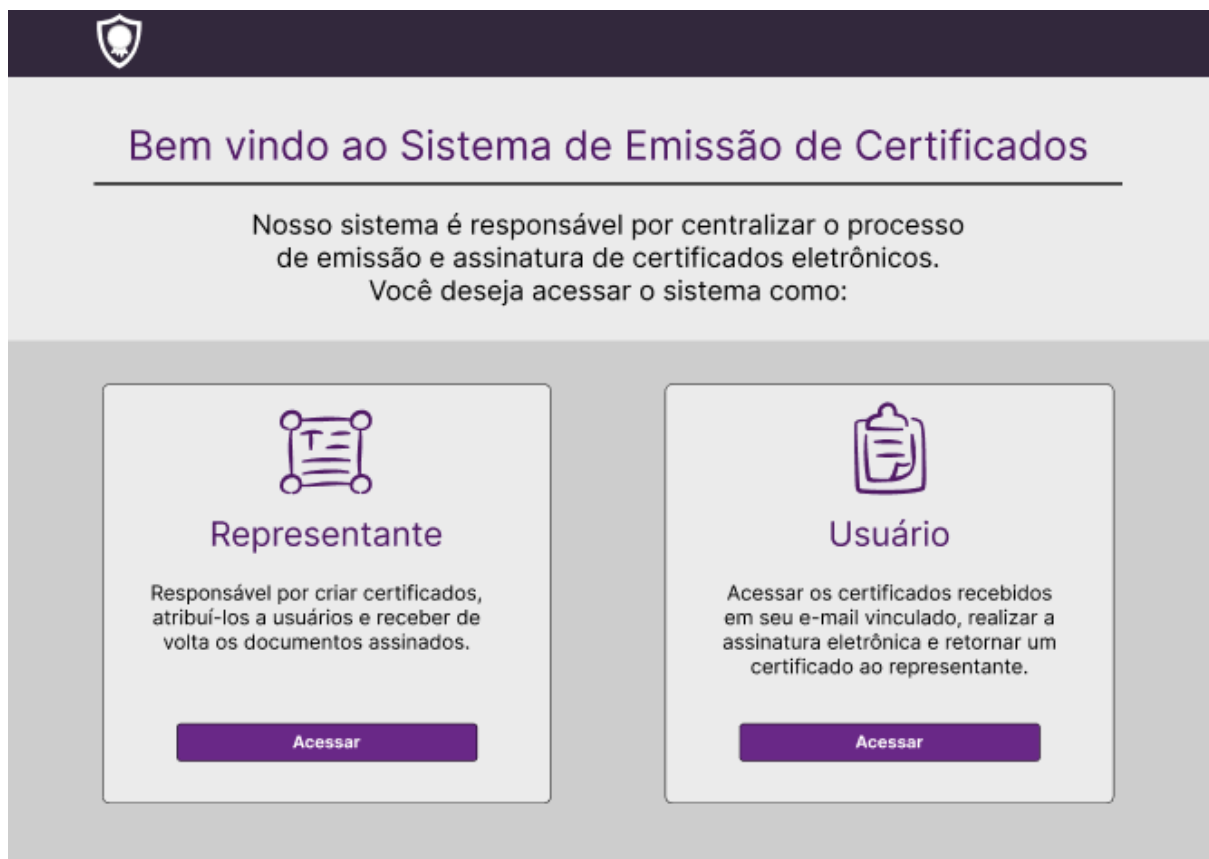 Bem vindo ao Sistema de Emissão de Certificados
Nosso sistema é responsável por centralizar o processo
de emissão e assinatura de certificados eletrônicos.
Você deseja acessar o sistema como:
Representante
Responsável por criar certificados,
atribuí-los a usuários e receber de
volta os documentos assinados.
Acessar
Usuário
Acessar os certificados recebidos
em seu e-mail vinculado, realizar a
assinatura eletrônica e retornar um
certificado ao representante.
Acessar